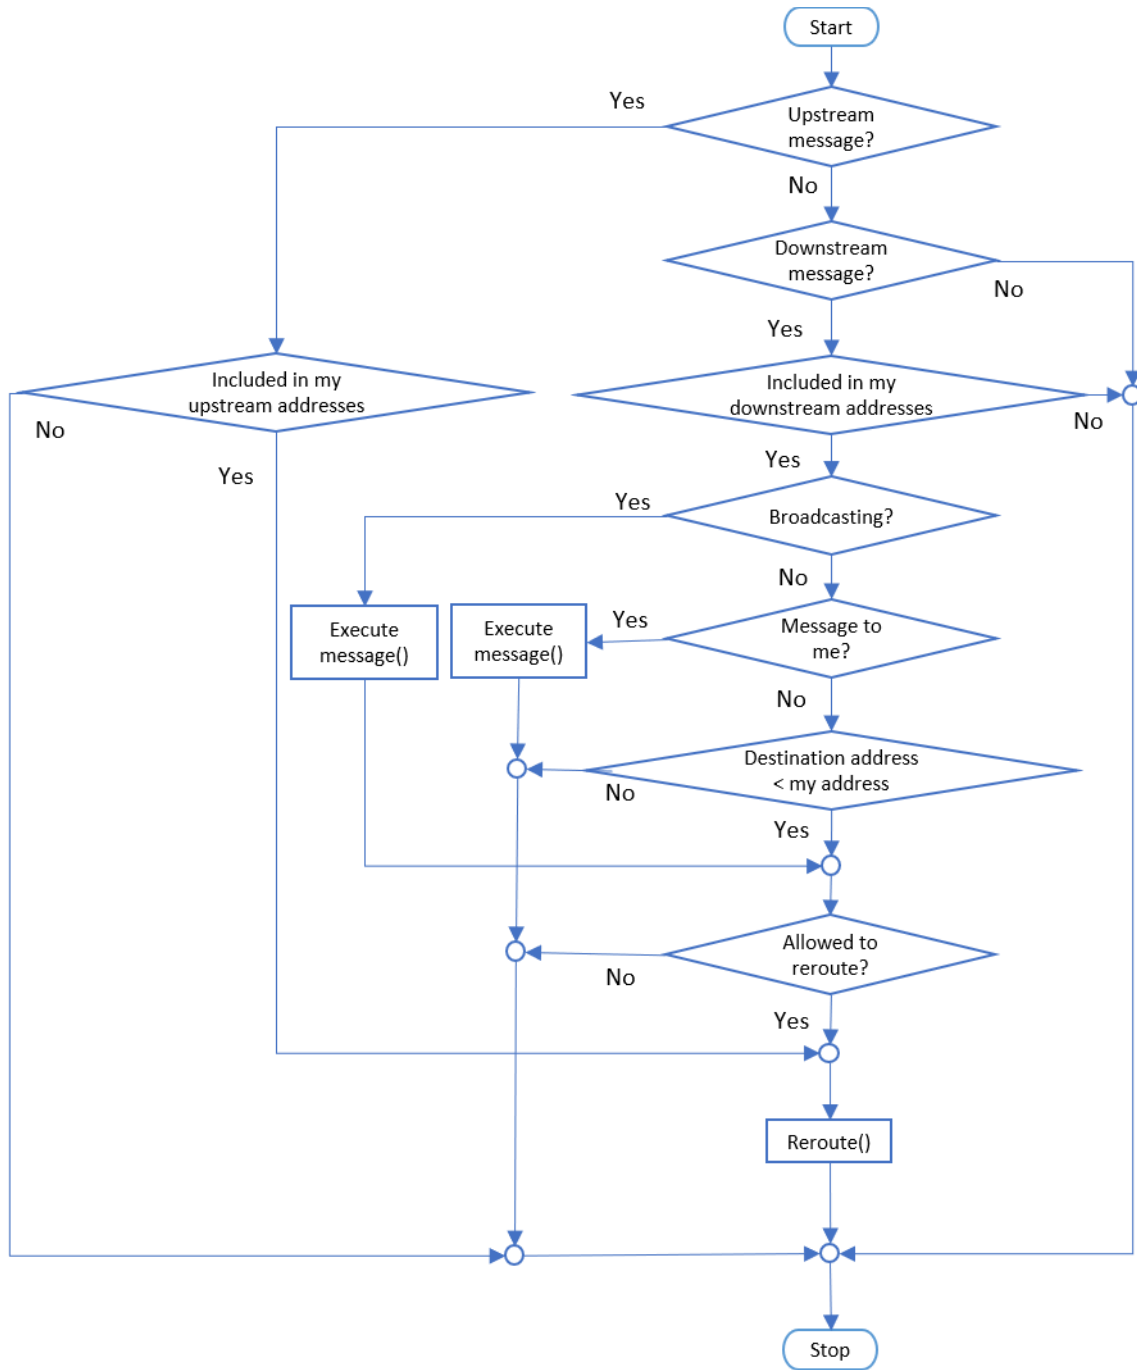 Start
Yes
Upstream
message?
No
Downstream
message?
No
Yes
Included in my
upstream addresses
Included in my
downstream addresses
No
No
Yes
Yes
Yes
Broadcasting?
No
Execute
message()
Execute
message()
Yes
Message to
me?
No
Destination address
< my address
No
Yes
Allowed to
reroute?
No
Yes
Reroute()
Stop